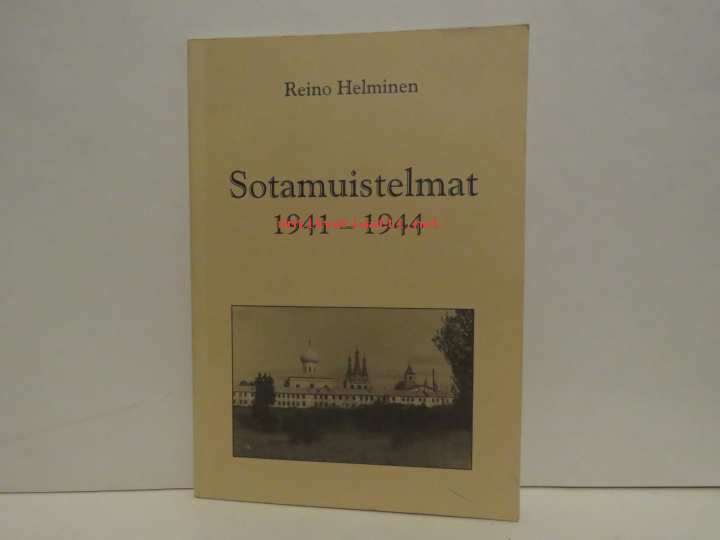 Reino Helminen
Sotamuistelmat
1941 – 1944